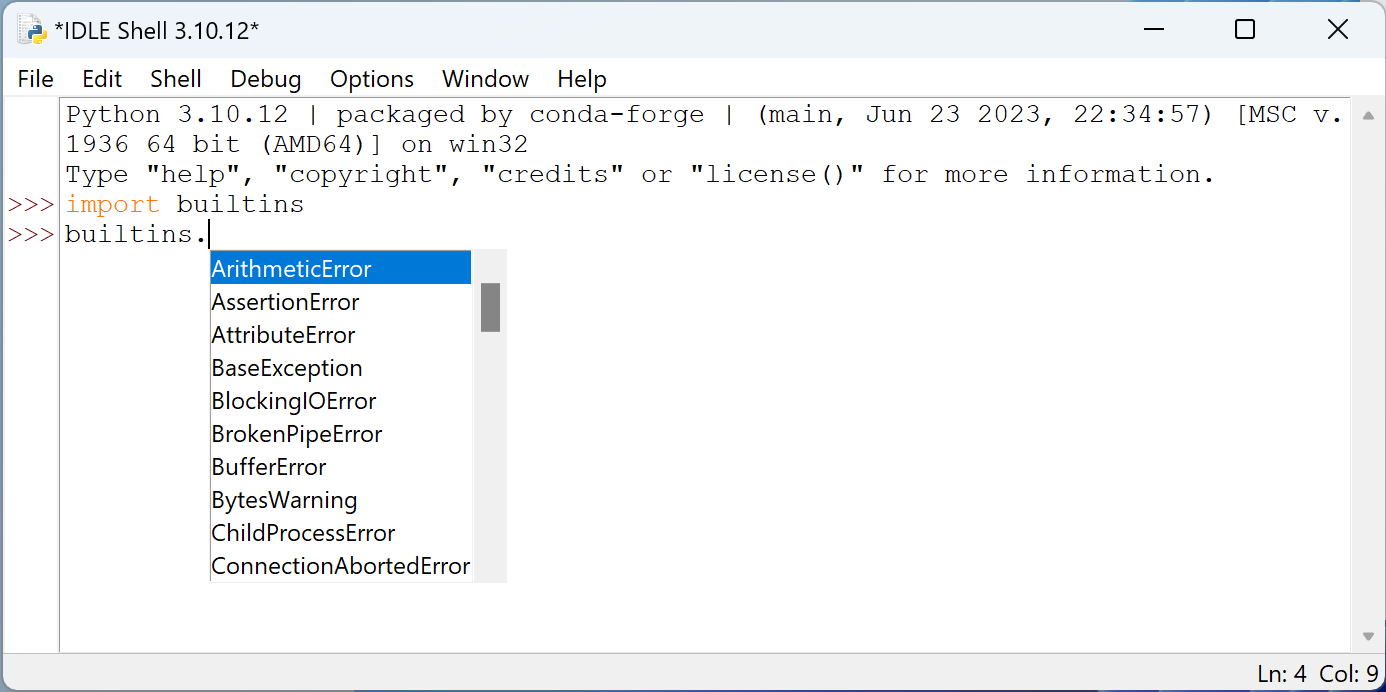 *IDLE Shell 3.10.12*
File Edit Shell Debug Options Window Help
Python 3.10.12 | packaged by conda-forge | (main, Jun 23 2023, 22:34:57) [MSC v.
1936 64 bit (AMD64)] on win32
Type "help", "copyright", "credits" or "license()" for more information.
>>> import builtins
>>> builtins.
ArithmeticError
AssertionError
AttributeError
BaseException
BlockingIOError
BrokenPipeError
BufferError
BytesWarning
ChildProcessError
ConnectionAbortedError
Ln: 4 Col: 9